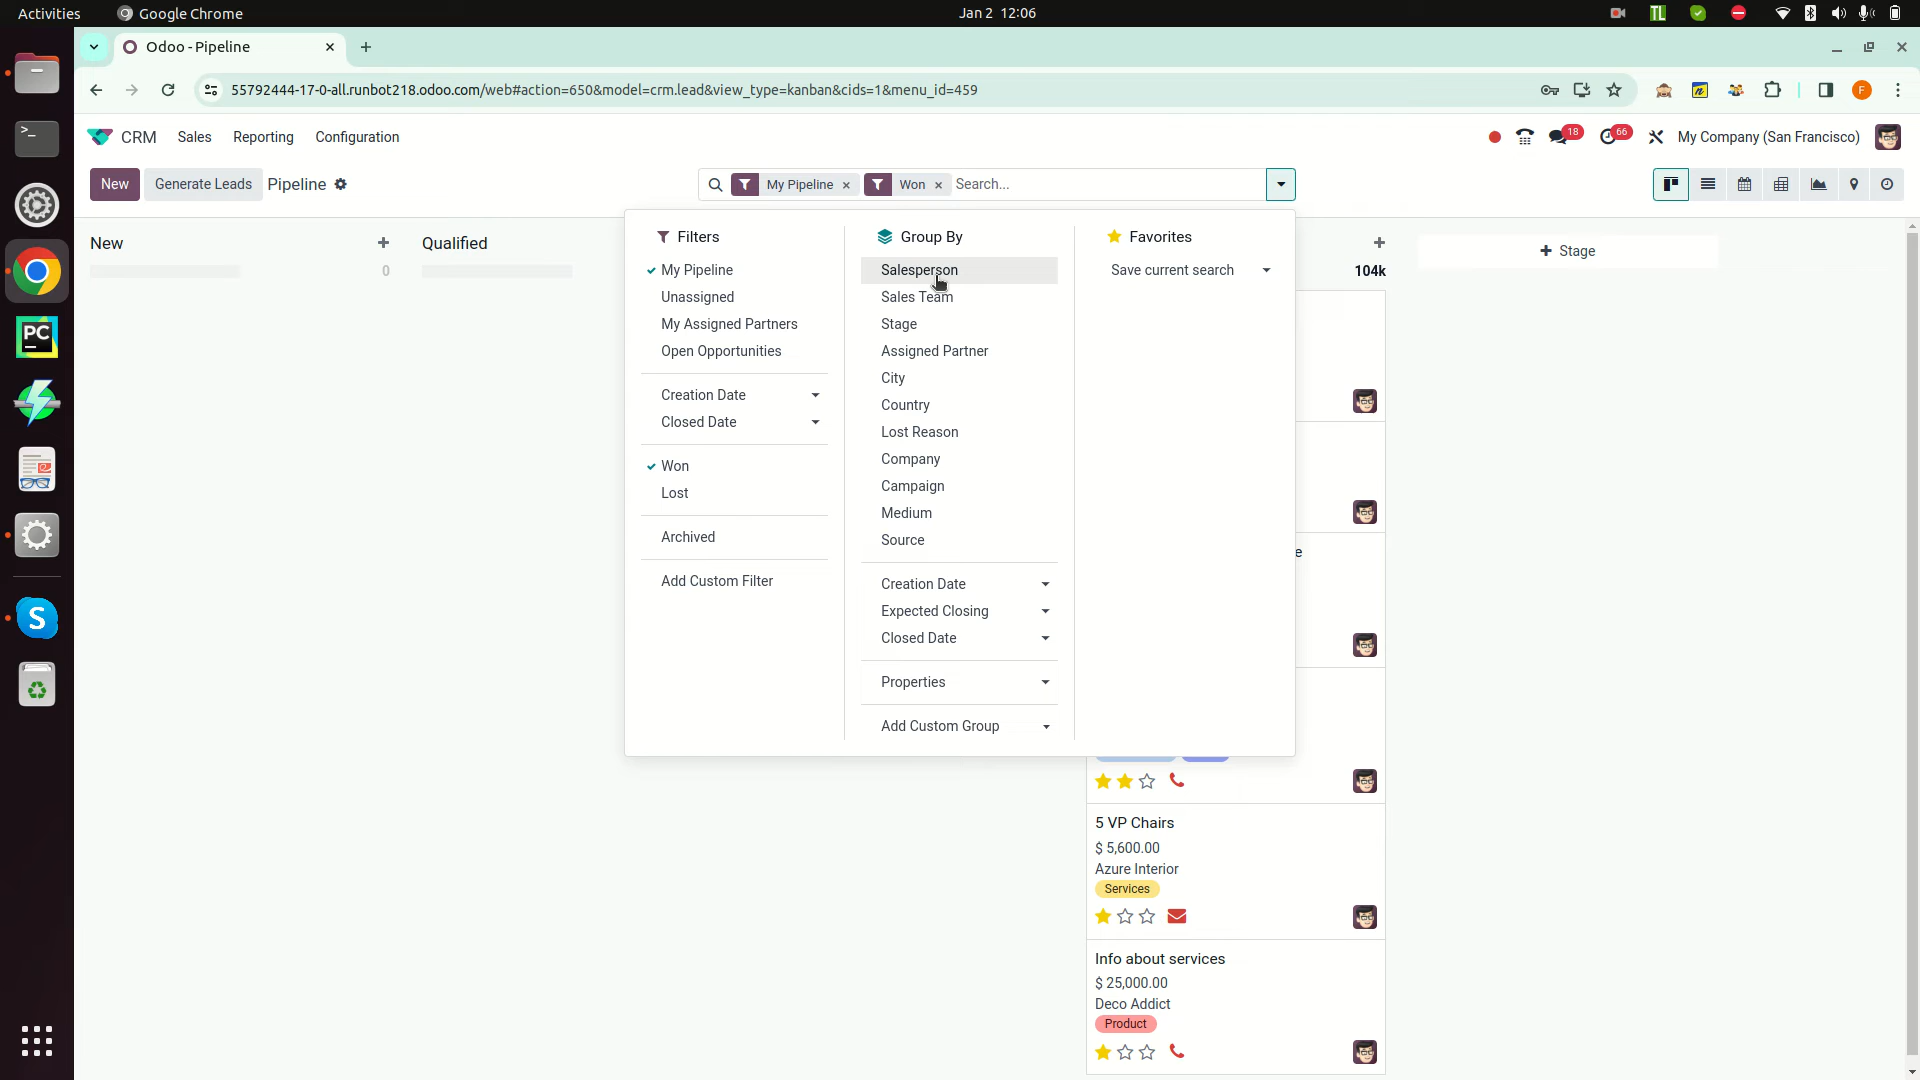 Activities
Google Chrome
Jan 2 12:06
TL
Odoo - Pipeline
55792444-17-0-all.runbot218.odoo.com/web#action=650&model=crm.lead&view_type=kanban&cids=1&menu_id=459
F
CRM
Sales
Reporting
Configuration
18
66
My Company (San Francisco)
New
Generate Leads
Pipeline
My Pipeline
Won
Search...
New
0
Qualified
104k
Stage
Filters
My Pipeline
Unassigned
My Assigned Partners
Open Opportunities
Creation Date
Closed Date
Won
Lost
Archived
Add Custom Filter
Group By
Salesperson
Sales Team
Stage
Assigned Partner
City
Country
Lost Reason
Company
Campaign
Medium
Source
Creation Date
Expected Closing
Closed Date
Properties
Add Custom Group
Favorites
Save current search
e
5 VP Chairs
$ 5,600.00
Azure Interior
Services
Info about services
$ 25,000.00
Deco Addict
Product
PC
S